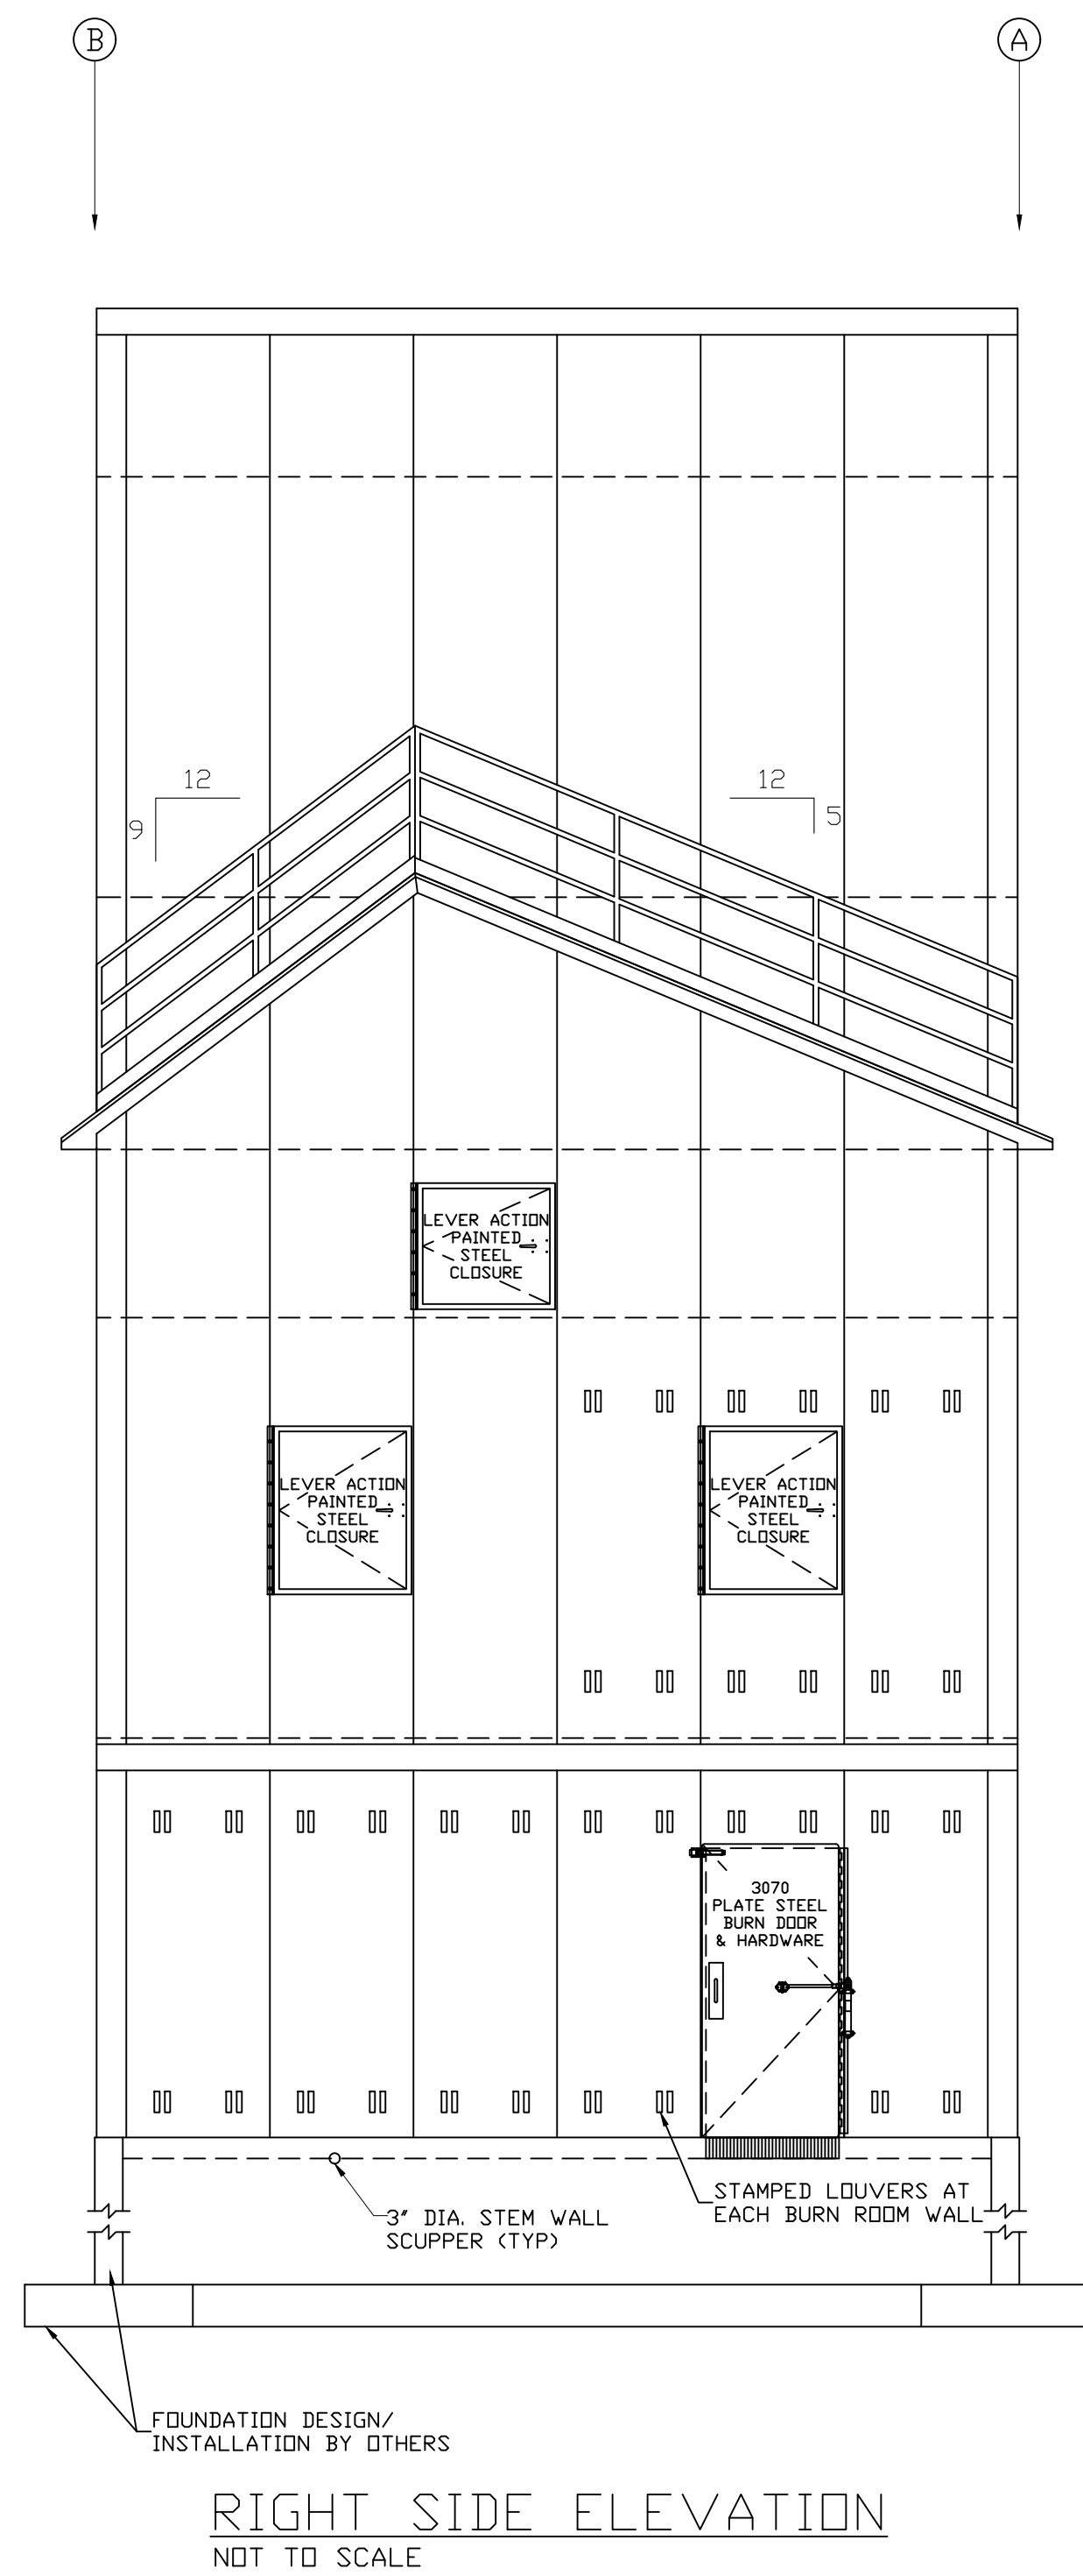 B
A
12
9
12
5
LEVER ACTION
PAINTED
STEEL
CLOSURE
LEVER ACTION
PAINTED
STEEL
CLOSURE
LEVER ACTION
PAINTED
STEEL
CLOSURE
3070
PLATE STEEL
BURN DOOR
& HARDWARE
STAMPED LOUVERS AT
EACH BURN ROOM WALL
3" DIA. STEM WALL
SCUPPER (TYP)
FOUNDATION DESIGN/
INSTALLATION BY OTHERS
RIGHT SIDE ELEVATION
NOT TO SCALE